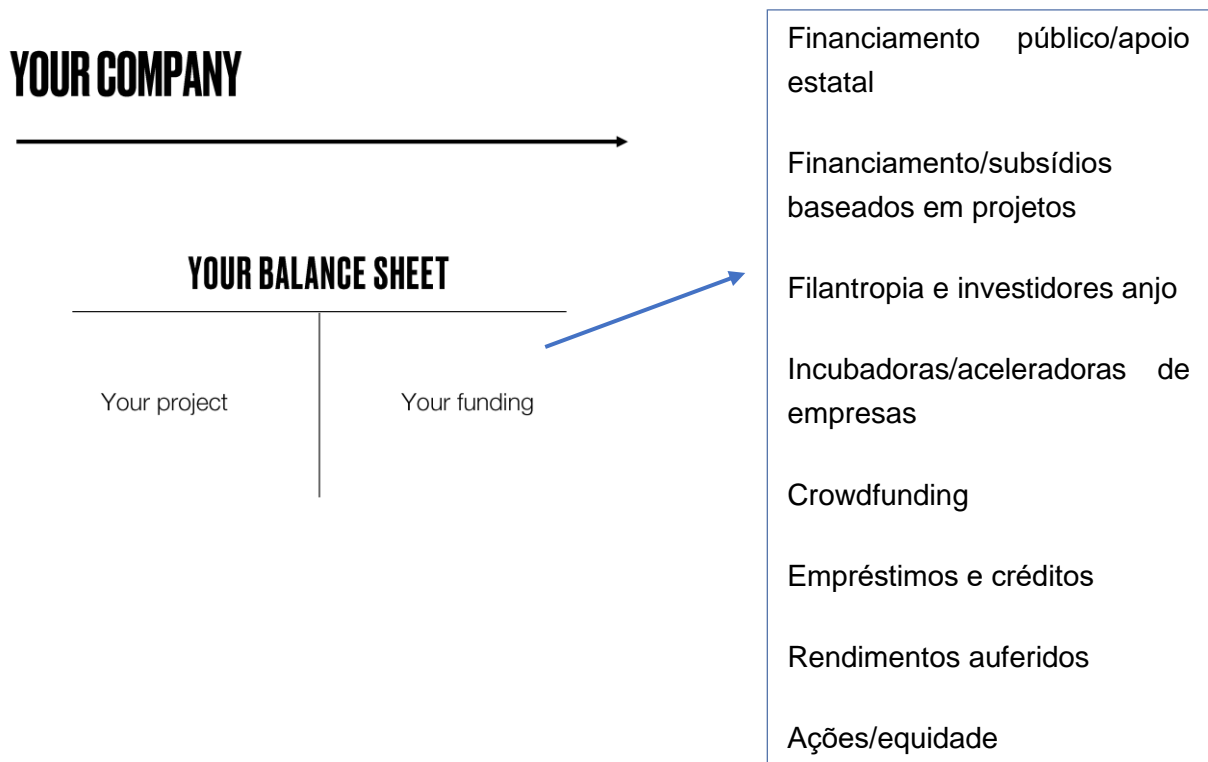 YOUR COMPANY
YOUR BALANCE SHEET
Your project
Your funding
Financiamento público/apoio
estatal
Financiamento/subsídios
baseados em projetos
Filantropia e investidores anjo
Incubadoras/aceleradoras de
empresas
Crowdfunding
Empréstimos e créditos
Rendimentos auferidos
Ações/equidade